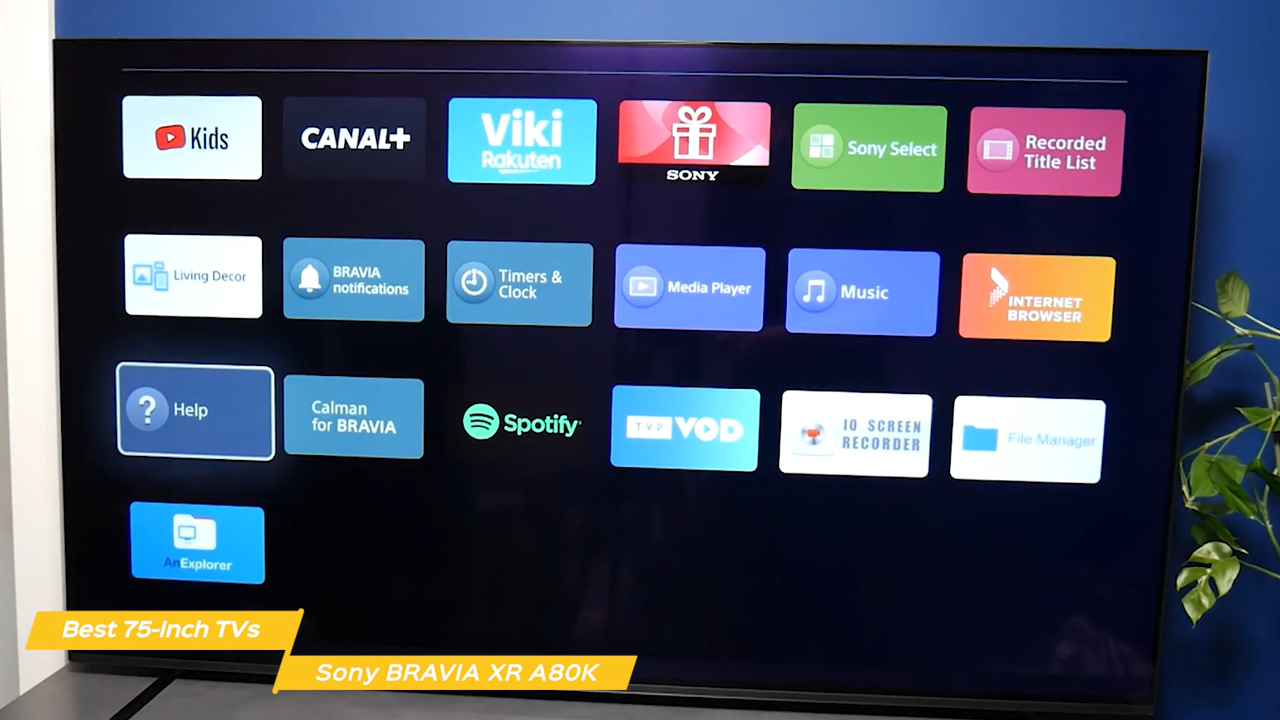 Kids
CANAL+
Viki
Rakuten
SONY
Sony Select
Recorded
Title List
Living Decor
BRAVIA
notifications
Timers &
Clock
Media Player
Music
INTERNET
BROWSER
? Help
Calman
for BRAVIA
Spotify
TVP VOD
IO SCREEN
RECORDER
File Manager
AnExplorer
Best 75-Inch TVs
Sony BRAVIA XR A80K